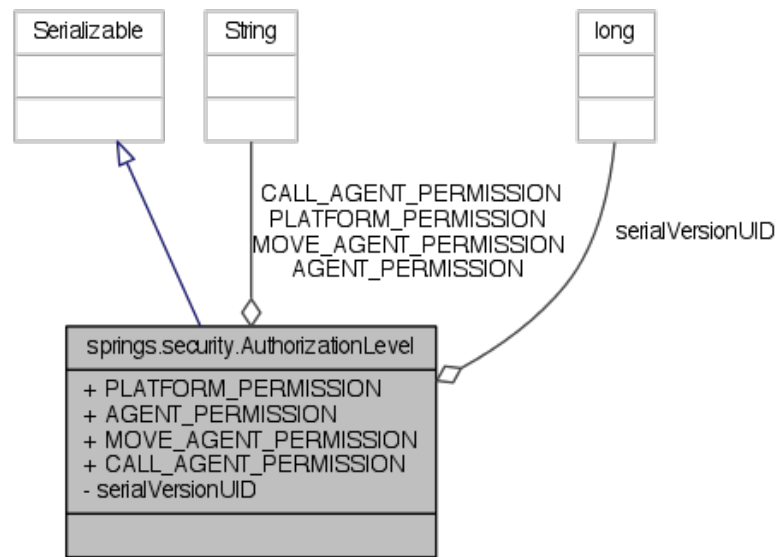 Serializable
String
long
CALL_AGENT_PERMISSION
PLATFORM_PERMISSION
MOVE_AGENT_PERMISSION
AGENT_PERMISSION
serialVersionUID
springs.security.AuthorizationLevel
+ PLATFORM_PERMISSION
+ AGENT_PERMISSION
+ MOVE_AGENT_PERMISSION
+ CALL_AGENT_PERMISSION
- serialVersionUID